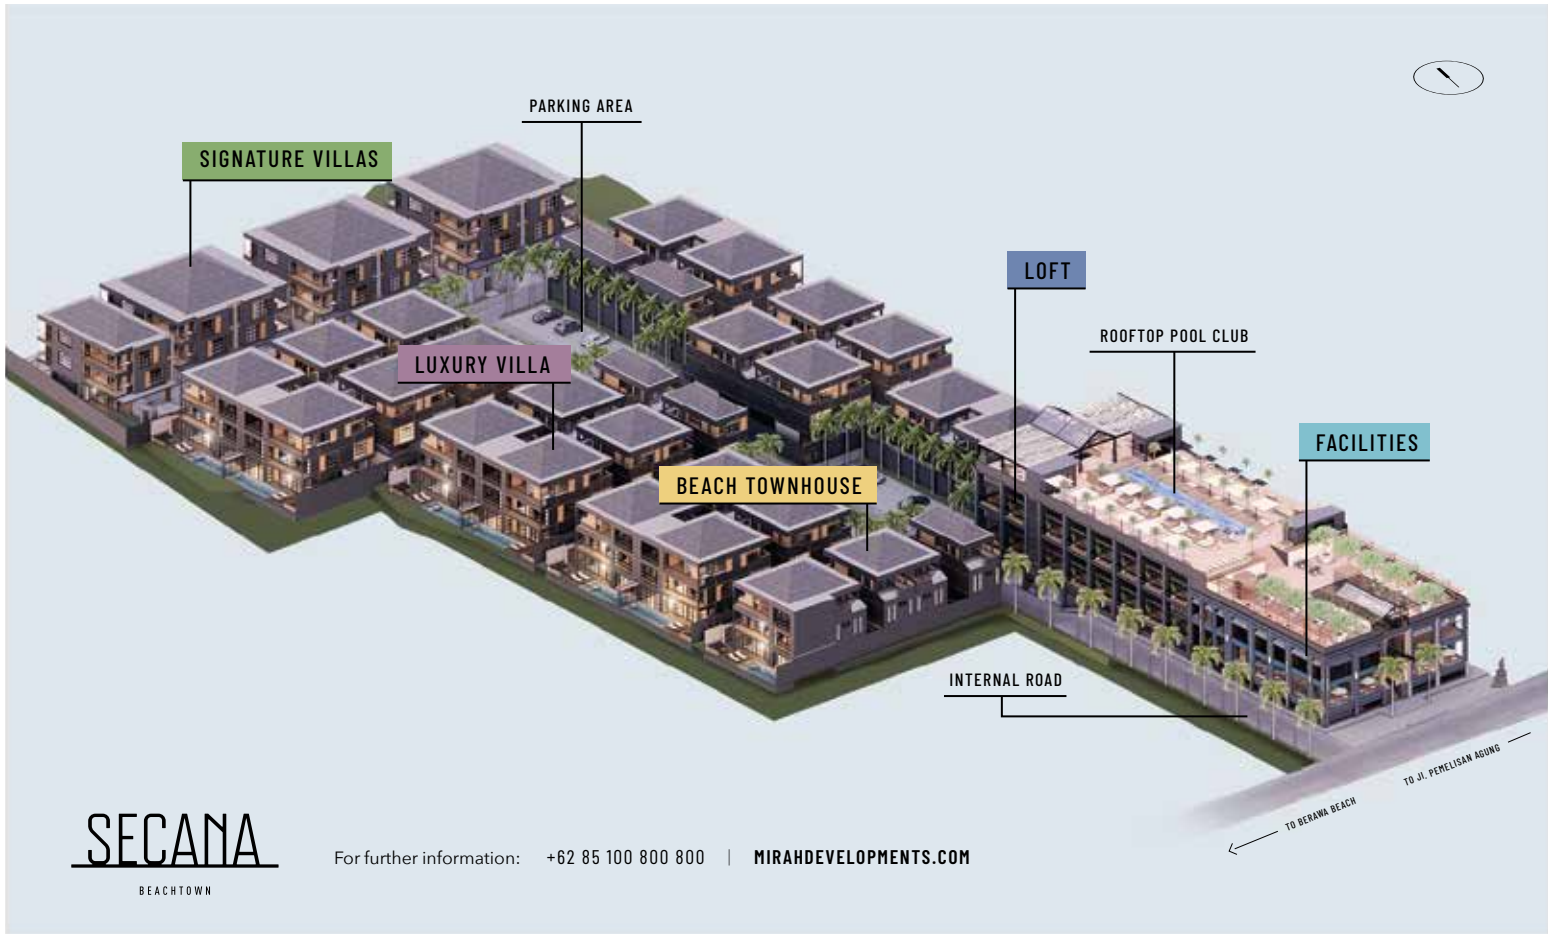 PARKING AREA
SIGNATURE VILLAS
LOFT
ROOFTOP POOL CLUB
LUXURY VILLA
FACILITIES
BEACH TOWNHOUSE
INTERNAL ROAD
TO JI. PEMELISAN AGUNG
TO BERAWA BEACH
SECANA
BEACHTOWN
For further information: +62 85 100 800 800 | MIRAHDEVELOPMENTS.COM